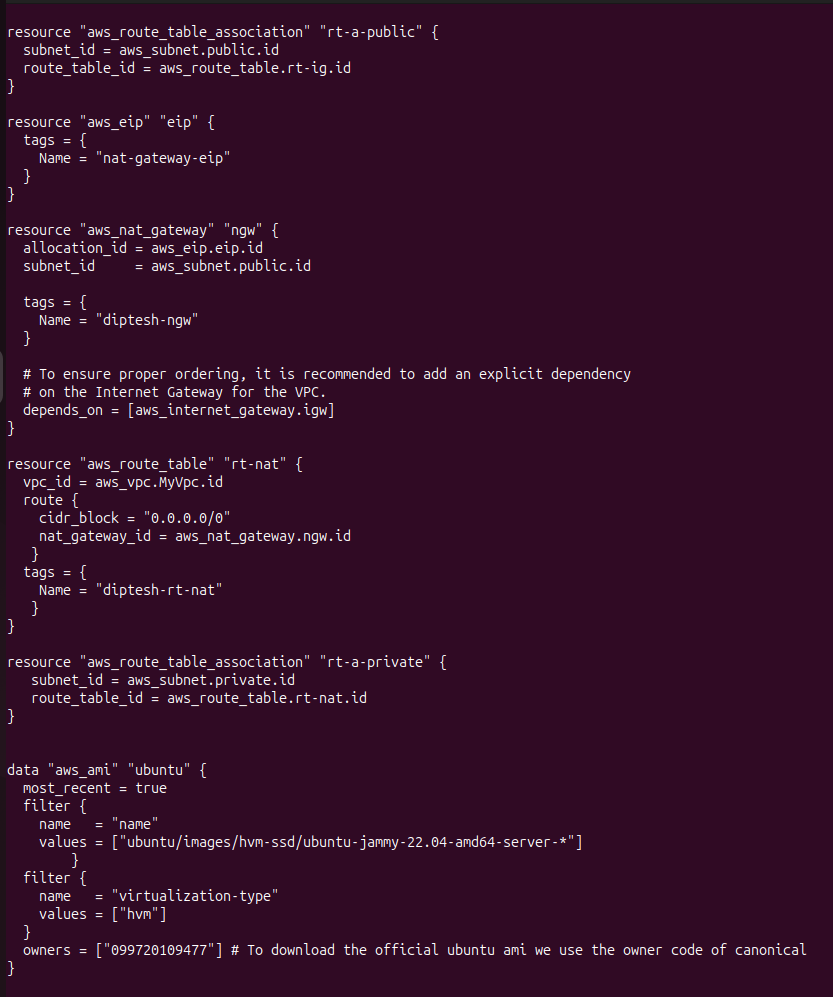 resource "aws_route_table_association" "rt-a-public" {
  subnet_id = aws_subnet.public.id
  route_table_id = aws_route_table.rt-ig.id
}

resource "aws_eip" "eip" {
  tags = {
    Name = "nat-gateway-eip"
  }
}

resource "aws_nat_gateway" "ngw" {
  allocation_id = aws_eip.eip.id
  subnet_id     = aws_subnet.public.id

  tags = {
    Name = "diptesh-ngw"
  }

  # To ensure proper ordering, it is recommended to add an explicit dependency
  # on the Internet Gateway for the VPC.
  depends_on = [aws_internet_gateway.igw]
}

resource "aws_route_table" "rt-nat" {
  vpc_id = aws_vpc.MyVpc.id
  route {
    cidr_block = "0.0.0.0/0"
    nat_gateway_id = aws_nat_gateway.ngw.id
   }
  tags = {
    Name = "diptesh-rt-nat"
   }
}

resource "aws_route_table_association" "rt-a-private" {
   subnet_id = aws_subnet.private.id
   route_table_id = aws_route_table.rt-nat.id
}


data "aws_ami" "ubuntu" {
  most_recent = true
  filter {
    name   = "name"
    values = ["ubuntu/images/hvm-ssd/ubuntu-jammy-22.04-amd64-server-*"]
        }
  filter {
    name   = "virtualization-type"
    values = ["hvm"]
  }
  owners = ["099720109477"] # To download the official ubuntu ami we use the owner code of canonical
}